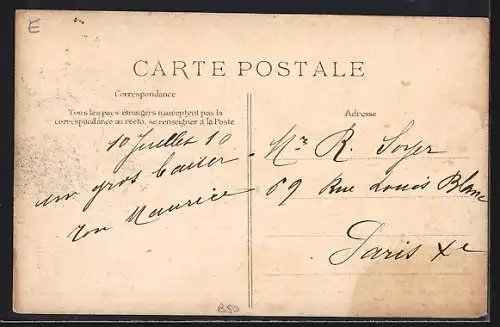 E
CARTE POSTALE
Correspondance
Tous les pays étrangers n'acceptent pas la
correspondance au recto, se renseigner à la Poste
10 Juillet 10
un gros baiser
Ton Maurice
Adresse
Mr R. Soyer
69 Rue Louis Blanc
Paris Xe